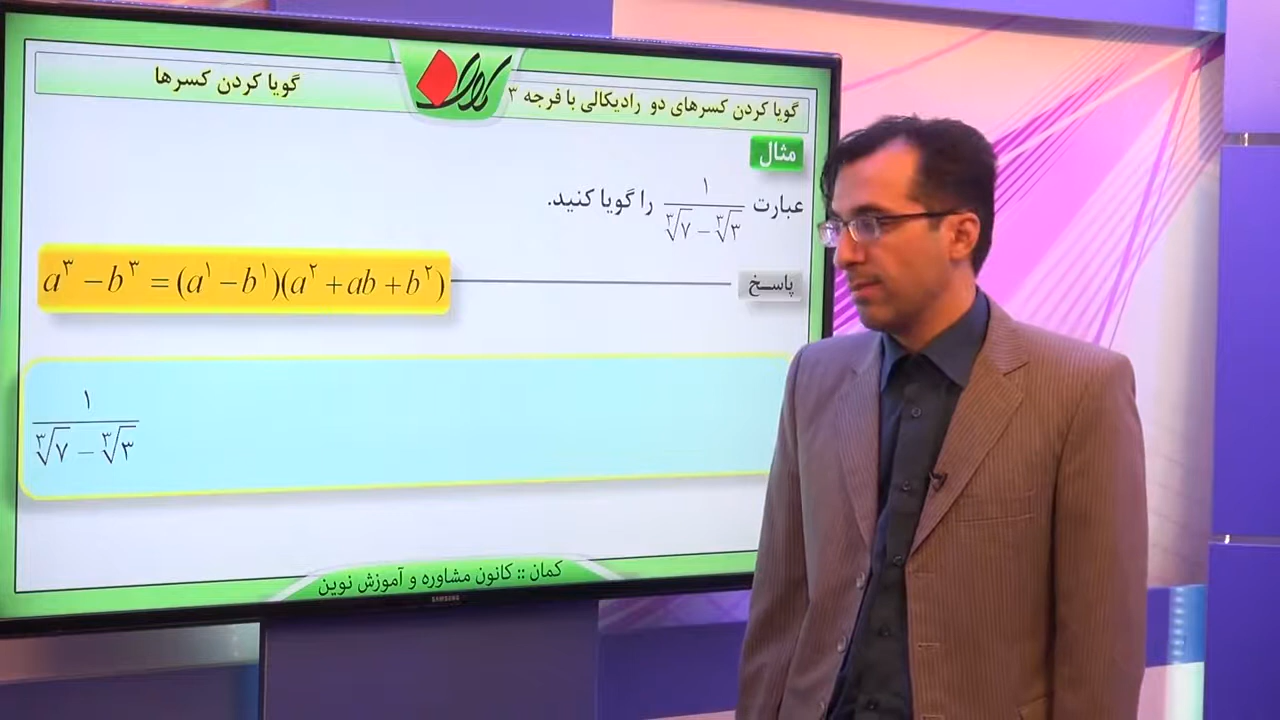 گویا کردن کسرهای دو رادیکالی با فرجه ۳
گویا کردن کسرها
کمان
مثال
عبارت ۱/(∛۷ − ∛۳) را گویا کنید.
پاسخ
a³ − b³ = (a¹ − b¹)(a² + ab + b²)
۱/(∛۷ − ∛۳)
کمان :: کانون مشاوره و آموزش نوین
SAMSUNG